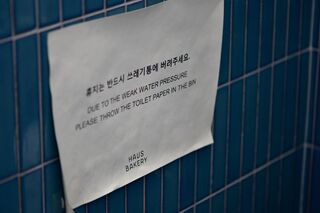 휴지는 반드시 쓰레기통에 버려주세요.
DUE TO THE WEAK WATER PRESSURE
PLEASE THROW THE TOILET PAPER IN THE BIN
HAUS
BAKERY